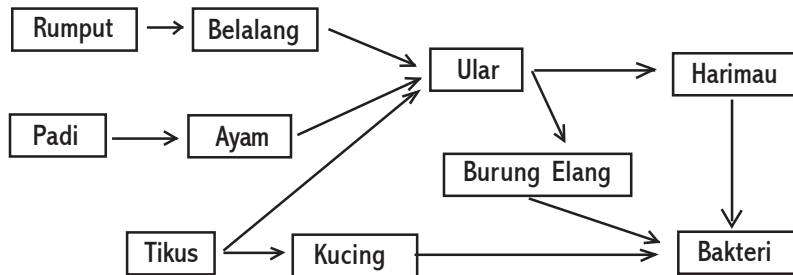 Rumput
Belalang
Ular
Harimau
Padi
Ayam
Burung Elang
Tikus
Kucing
Bakteri